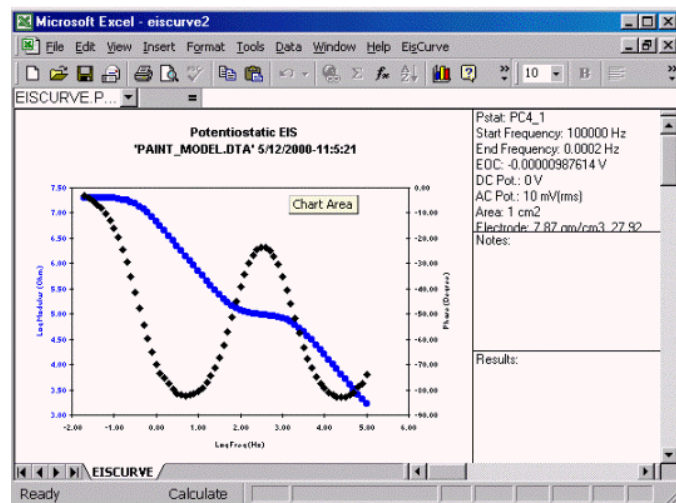 Microsoft Excel - eiscurve2
File Edit View Insert Format Tools Data Window Help EisCurve
10 B
EISCURVE.P... =
Potentiostatic EIS
'PAINT_MODEL.DTA' 5/12/2000-11:5:21
Chart Area
7.50
7.00
6.50
6.00
5.50
5.00
4.50
4.00
3.50
3.00
LogModulus (Ohm)
0.00
-10.00
-20.00
-30.00
-40.00
-50.00
-60.00
-70.00
-80.00
-90.00
Phase (Degree)
-2.00 -1.00 0.00 1.00 2.00 3.00 4.00 5.00 6.00
LogFreq (Hz)
Pstat: PC4_1
Start Frequency: 100000 Hz
End Frequency: 0.0002 Hz
EOC: -0.00000987614 V
DC Pot.: 0 V
AC Pot.: 10 mV(rms)
Area: 1 cm2
Electrode: 7.87 gm/cm3, 27.92
Notes:
Results:
EISCURVE
Ready Calculate